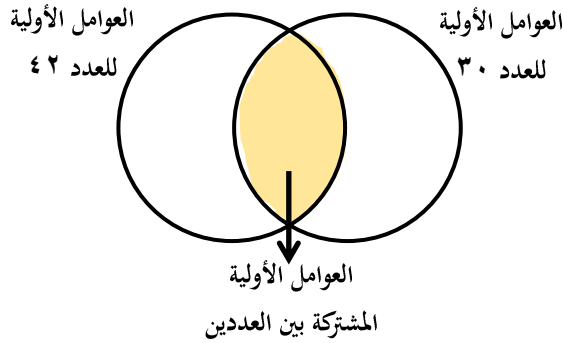 العوامل الأولية
للعدد ٣٠
العوامل الأولية
للعدد ٤٢
العوامل الأولية
المشتركة بين العددين